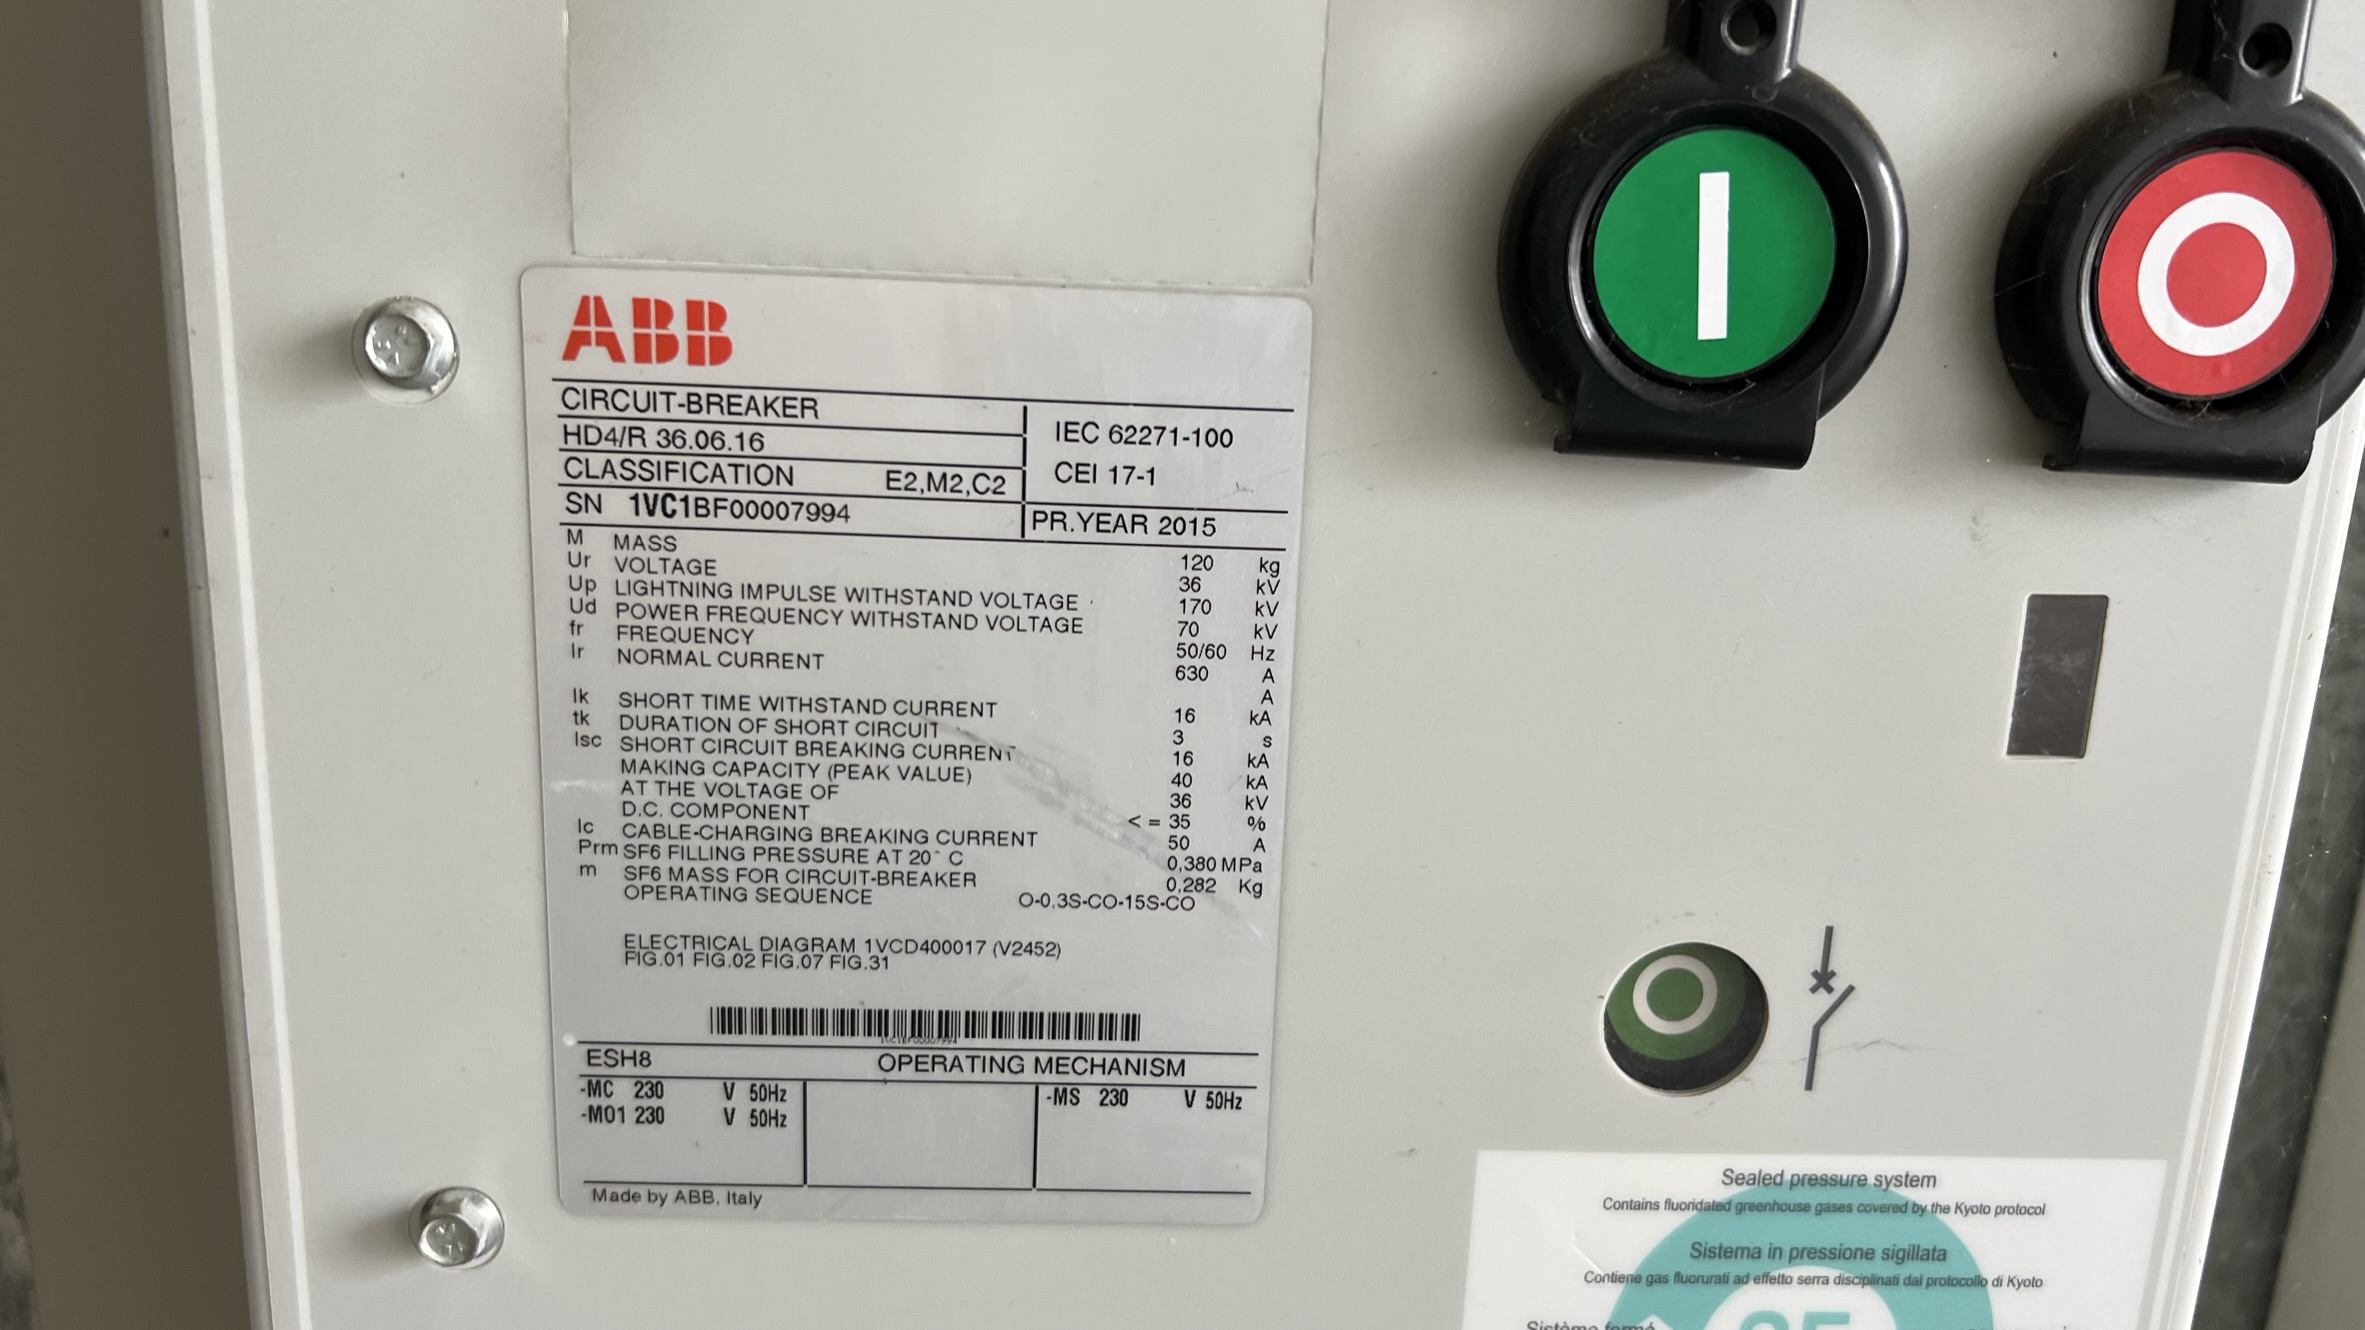 ABB
CIRCUIT-BREAKER
HD4/R 36.06.16
IEC 62271-100
CLASSIFICATION E2,M2,C2
CEI 17-1
SN 1VC1BF00007994
PR.YEAR 2015
M MASS 120 kg
Ur VOLTAGE 36 kV
Up LIGHTNING IMPULSE WITHSTAND VOLTAGE 170 kV
Ud POWER FREQUENCY WITHSTAND VOLTAGE 70 kV
fr FREQUENCY 50/60 Hz
Ir NORMAL CURRENT 630 A
A
Ik SHORT TIME WITHSTAND CURRENT 16 kA
tk DURATION OF SHORT CIRCUIT 3 s
Isc SHORT CIRCUIT BREAKING CURRENT 16 kA
MAKING CAPACITY (PEAK VALUE) 40 kA
AT THE VOLTAGE OF 36 kV
D.C. COMPONENT < = 35 %
Ic CABLE-CHARGING BREAKING CURRENT 50 A
Prm SF6 FILLING PRESSURE AT 20° C 0,380 MPa
m SF6 MASS FOR CIRCUIT-BREAKER 0,282 Kg
OPERATING SEQUENCE O-0,3S-CO-15S-CO
ELECTRICAL DIAGRAM 1VCD400017 (V2452)
FIG.01 FIG.02 FIG.07 FIG.31
1VC1BF00007994
ESH8 OPERATING MECHANISM
-MC 230 V 50Hz
-MS 230 V 50Hz
-MO1 230 V 50Hz
Made by ABB, Italy
I
O
O
Sealed pressure system
Contains fluoridated greenhouse gases covered by the Kyoto protocol
Sistema in pressione sigillata
Contiene gas fluorurati ad effetto serra disciplinati dal protocollo di Kyoto
Système fermé